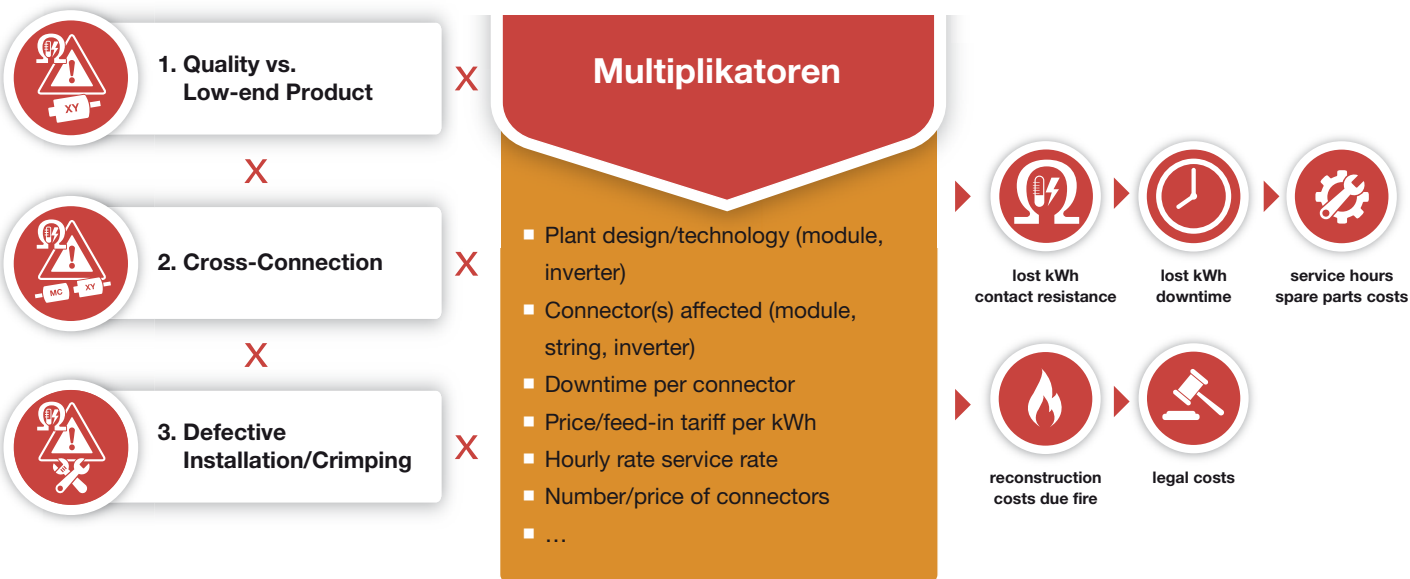 1. Quality vs.
Low-end Product
XY
X
X
2. Cross-Connection
MC
XY
X
X
3. Defective
Installation/Crimping
X
Multiplikatoren
Plant design/technology (module,
inverter)
Connector(s) affected (module,
string, inverter)
Downtime per connector
Price/feed-in tariff per kWh
Hourly rate service rate
Number/price of connectors
…
Ω
lost kWh
contact resistance
lost kWh
downtime
service hours
spare parts costs
reconstruction
costs due fire
legal costs